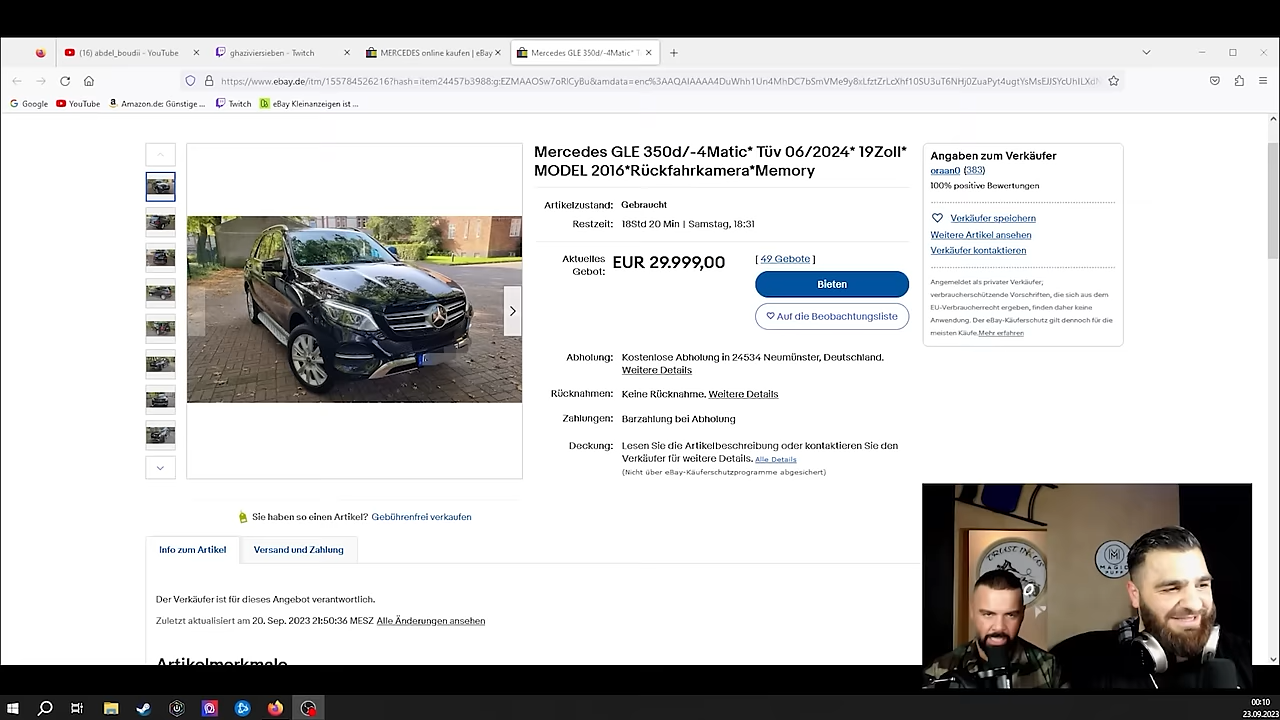 (16) abdel_boudii - YouTube
ghaziviersieben - Twitch
MERCEDES online kaufen | eBay
Mercedes GLE 350d/-4Matic* T
Google
YouTube
Amazon.de: Günstige ...
Twitch
eBay Kleinanzeigen ist ...
Mercedes GLE 350d/-4Matic* Tüv 06/2024* 19Zoll*
MODEL 2016*Rückfahrkamera*Memory
Artikelzustand: Gebraucht
Restzeit: 18Std 20 Min | Samstag, 18:31
Aktuelles Gebot: EUR 29.999,00 [ 49 Gebote ]
Bieten
Auf die Beobachtungsliste
Abholung: Kostenlose Abholung in 24534 Neumünster, Deutschland.
Weitere Details
Rücknahmen: Keine Rücknahme. Weitere Details
Zahlungen: Barzahlung bei Abholung
Deckung: Lesen Sie die Artikelbeschreibung oder kontaktieren Sie den
Verkäufer für weitere Details. Alle Details
(Nicht über eBay-Käuferschutzprogramme abgesichert)
Angaben zum Verkäufer
oraan0 (383)
100% positive Bewertungen
Verkäufer speichern
Weitere Artikel ansehen
Verkäufer kontaktieren
Angemeldet als privater Verkäufer;
verbraucherschützende Vorschriften, die sich aus dem
EU-Verbraucherrecht ergeben, finden daher keine
Anwendung. Der eBay-Käuferschutz gilt dennoch für die
meisten Käufe.Mehr erfahren
Sie haben so einen Artikel? Gebührenfrei verkaufen
Info zum Artikel
Versand und Zahlung
Der Verkäufer ist für dieses Angebot verantwortlich.
Zuletzt aktualisiert am 20. Sep. 2023 21:50:36 MESZ Alle Änderungen ansehen
Artikelmerkmale
00:10
23.09.2023